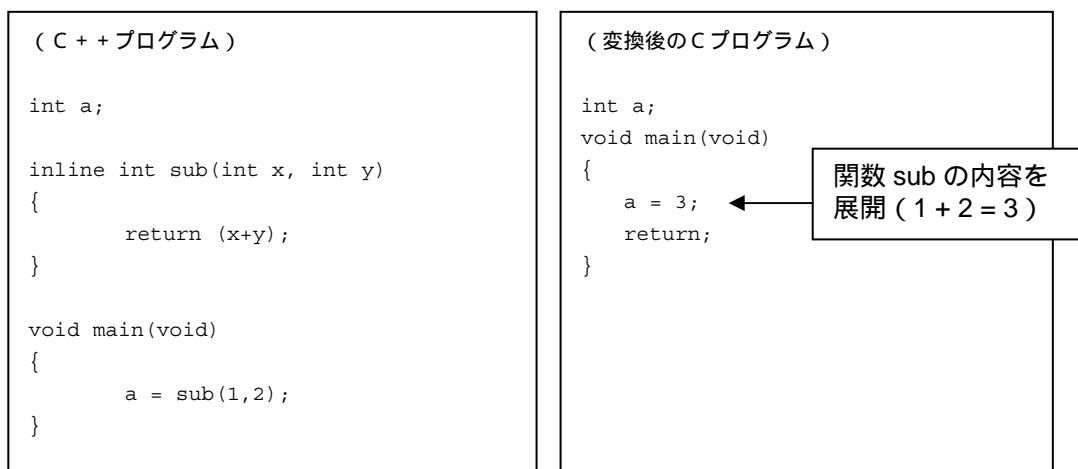 (C++プログラム)
int a;
inline int sub(int x, int y)
{
return (x+y);
}
void main(void)
{
a = sub(1,2);
}
(変換後のCプログラム)
int a;
void main(void)
{
a = 3;
return;
}
関数 sub の内容を
展開(1+2=3)